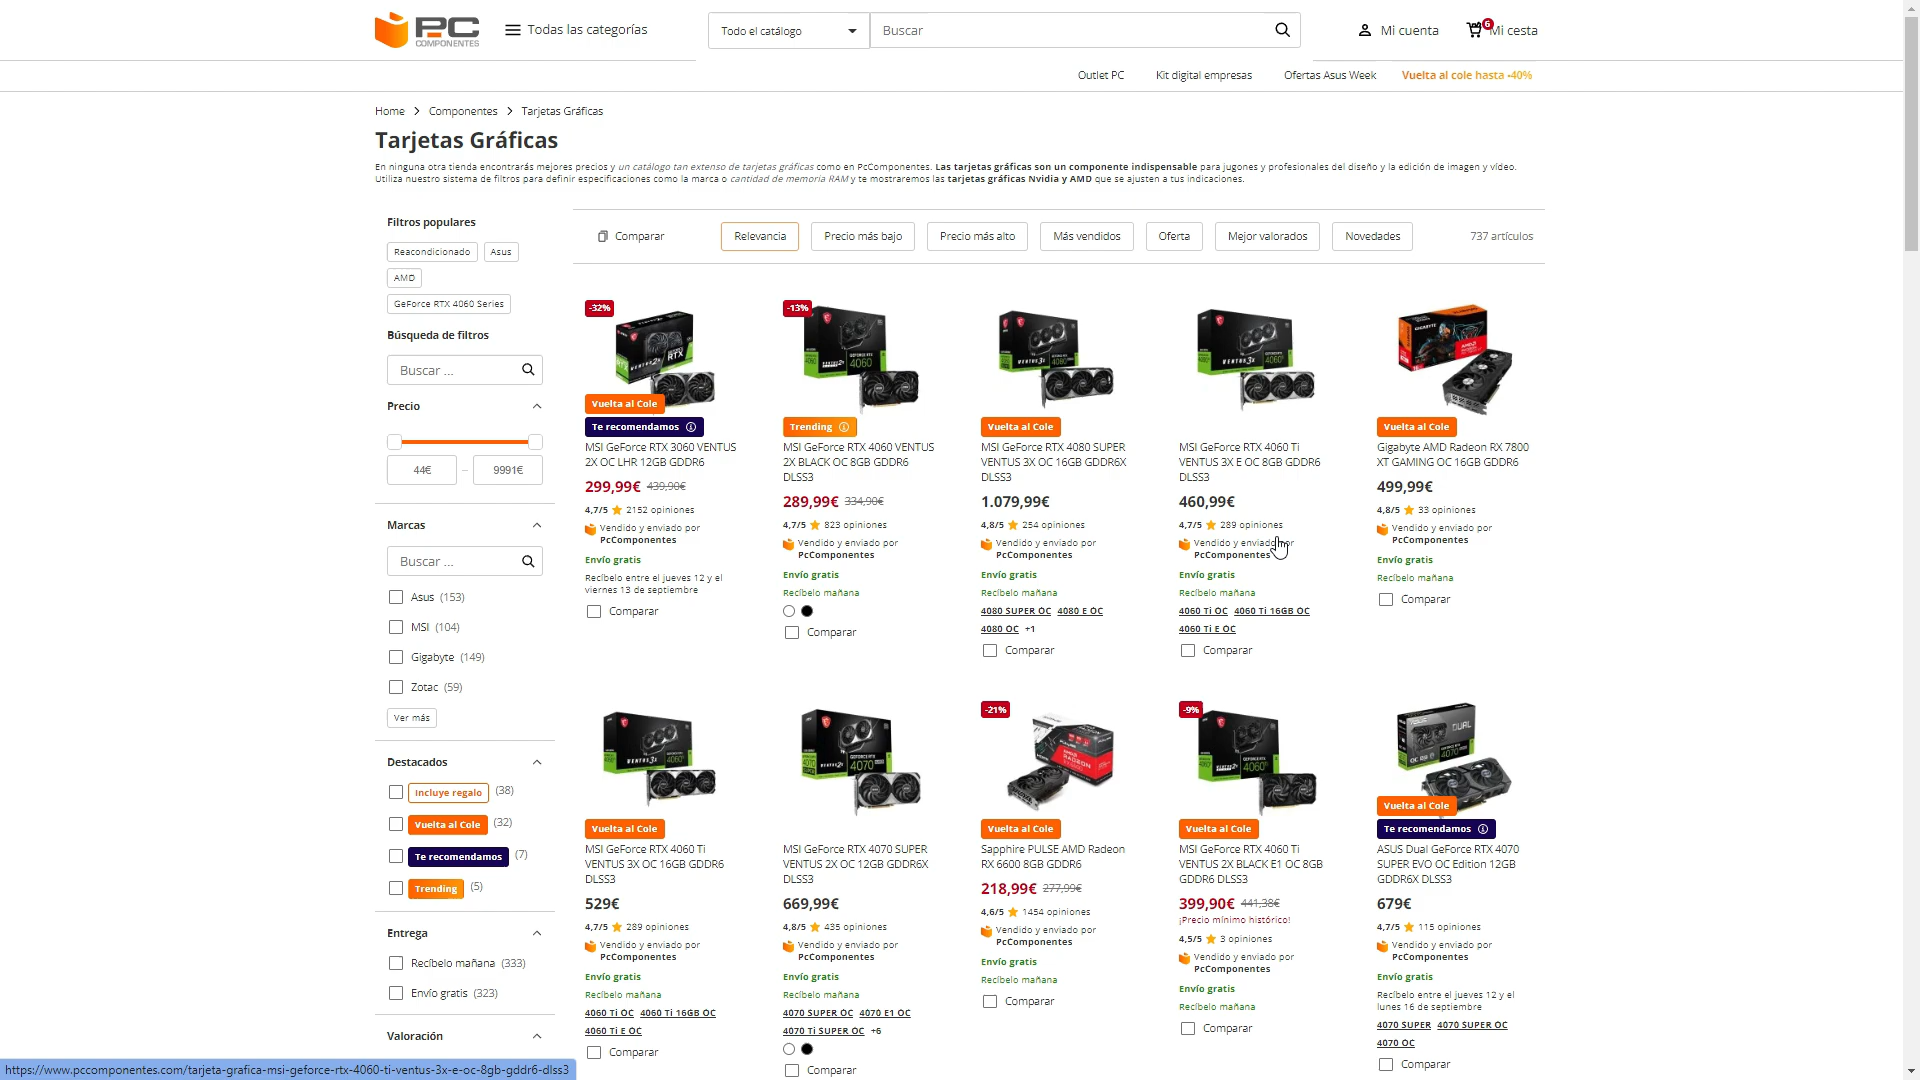 PC
COMPONENTES
Todas las categorías
Todo el catálogo
Buscar
Mi cuenta
6
Mi cesta
Outlet PC
Kit digital empresas
Ofertas Asus Week
Vuelta al cole hasta -40%
Home > Componentes > Tarjetas Gráficas
Tarjetas Gráficas
En ninguna otra tienda encontrarás mejores precios y un catálogo tan extenso de tarjetas gráficas como en PcComponentes. Las tarjetas gráficas son un componente indispensable para jugones y profesionales del diseño y la edición de imagen y vídeo.
Utiliza nuestro sistema de filtros para definir especificaciones como la marca o cantidad de memoria RAM y te mostraremos las tarjetas gráficas Nvidia y AMD que se ajusten a tus indicaciones.
Filtros populares
Reacondicionado
Asus
AMD
GeForce RTX 4060 Series
Búsqueda de filtros
Buscar ...
Precio
44€ – 9991€
Marcas
Buscar ...
Asus (153)
MSI (104)
Gigabyte (149)
Zotac (59)
Ver más
Destacados
Incluye regalo (38)
Vuelta al Cole (32)
Te recomendamos (7)
Trending (5)
Entrega
Recíbelo mañana (333)
Envío gratis (323)
Valoración
Comparar
Relevancia
Precio más bajo
Precio más alto
Más vendidos
Oferta
Mejor valorados
Novedades
737 artículos
-32%
Vuelta al Cole
Te recomendamos
MSI GeForce RTX 3060 VENTUS
2X OC LHR 12GB GDDR6
299,99€ 439,90€
4,7/5 2152 opiniones
Vendido y enviado por
PcComponentes
Envío gratis
Recíbelo entre el jueves 12 y el
viernes 13 de septiembre
Comparar
-13%
Trending
MSI GeForce RTX 4060 VENTUS
2X BLACK OC 8GB GDDR6
DLSS3
289,99€ 334,90€
4,7/5 823 opiniones
Vendido y enviado por
PcComponentes
Envío gratis
Recíbelo mañana
Comparar
Vuelta al Cole
MSI GeForce RTX 4080 SUPER
VENTUS 3X OC 16GB GDDR6X
DLSS3
1.079,99€
4,8/5 254 opiniones
Vendido y enviado por
PcComponentes
Envío gratis
Recíbelo mañana
4080 SUPER OC 4080 E OC
4080 OC +1
Comparar
MSI GeForce RTX 4060 Ti
VENTUS 3X E OC 8GB GDDR6
DLSS3
460,99€
4,7/5 289 opiniones
Vendido y enviado por
PcComponentes
Envío gratis
Recíbelo mañana
4060 Ti OC 4060 Ti 16GB OC
4060 Ti E OC
Comparar
Vuelta al Cole
Gigabyte AMD Radeon RX 7800
XT GAMING OC 16GB GDDR6
499,99€
4,8/5 33 opiniones
Vendido y enviado por
PcComponentes
Envío gratis
Recíbelo mañana
Comparar
Vuelta al Cole
MSI GeForce RTX 4060 Ti
VENTUS 3X OC 16GB GDDR6
DLSS3
529€
4,7/5 289 opiniones
Vendido y enviado por
PcComponentes
Envío gratis
Recíbelo mañana
4060 Ti OC 4060 Ti 16GB OC
4060 Ti E OC
Comparar
MSI GeForce RTX 4070 SUPER
VENTUS 2X OC 12GB GDDR6X
DLSS3
669,99€
4,8/5 435 opiniones
Vendido y enviado por
PcComponentes
Envío gratis
Recíbelo mañana
4070 SUPER OC 4070 E1 OC
4070 Ti SUPER OC +6
Comparar
-21%
Vuelta al Cole
Sapphire PULSE AMD Radeon
RX 6600 8GB GDDR6
218,99€ 277,99€
4,6/5 1454 opiniones
Vendido y enviado por
PcComponentes
Envío gratis
Recíbelo mañana
Comparar
-9%
Vuelta al Cole
MSI GeForce RTX 4060 Ti
VENTUS 2X BLACK E1 OC 8GB
GDDR6 DLSS3
399,90€ 441,38€
¡Precio mínimo histórico!
4,5/5 3 opiniones
Vendido y enviado por
PcComponentes
Envío gratis
Recíbelo mañana
Comparar
Vuelta al Cole
Te recomendamos
ASUS Dual GeForce RTX 4070
SUPER EVO OC Edition 12GB
GDDR6X DLSS3
679€
4,7/5 115 opiniones
Vendido y enviado por
PcComponentes
Envío gratis
Recíbelo entre el jueves 12 y el
lunes 16 de septiembre
4070 SUPER 4070 SUPER OC
4070 OC
Comparar
https://www.pccomponentes.com/tarjeta-grafica-msi-geforce-rtx-4060-ti-ventus-3x-e-oc-8gb-gddr6-dlss3